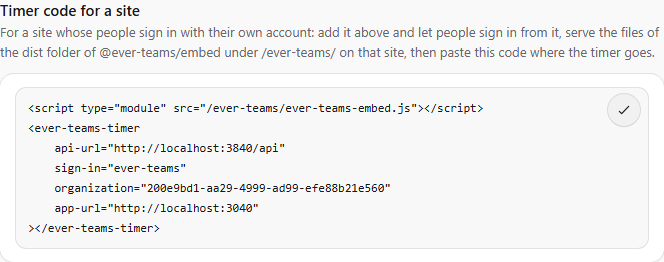 Timer code for a site
For a site whose people sign in with their own account: add it above and let people sign in from it, serve the files of
the dist folder of @ever-teams/embed under /ever-teams/ on that site, then paste this code where the timer goes.
<script type="module" src="/ever-teams/ever-teams-embed.js"></script>
<ever-teams-timer
    api-url="http://localhost:3840/api"
    sign-in="ever-teams"
    organization="200e9bd1-aa29-4999-ad99-efe88b21e560"
    app-url="http://localhost:3040"
></ever-teams-timer>